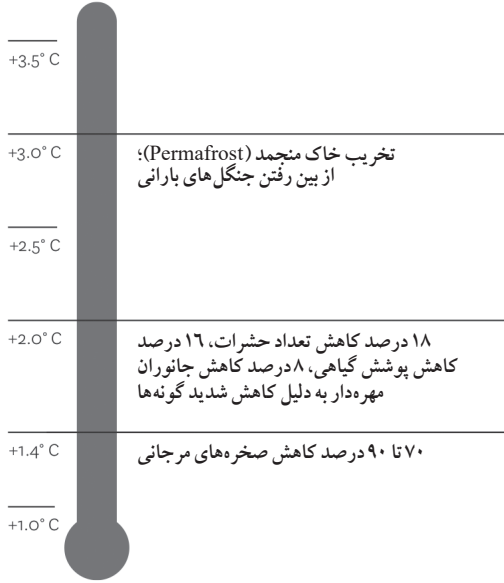 +3.5° C
+3.0° C
تخریب خاک منجمد (Permafrost)؛
از بین رفتن جنگل‌های بارانی
+2.5° C
+2.0° C
۱۸ درصد کاهش تعداد حشرات، ۱۶ درصد
کاهش پوشش گیاهی، ۸ درصد کاهش جانوران
مهره‌دار به دلیل کاهش شدید گونه‌ها
+1.4° C
۷۰ تا ۹۰ درصد کاهش صخره‌های مرجانی
+1.0° C